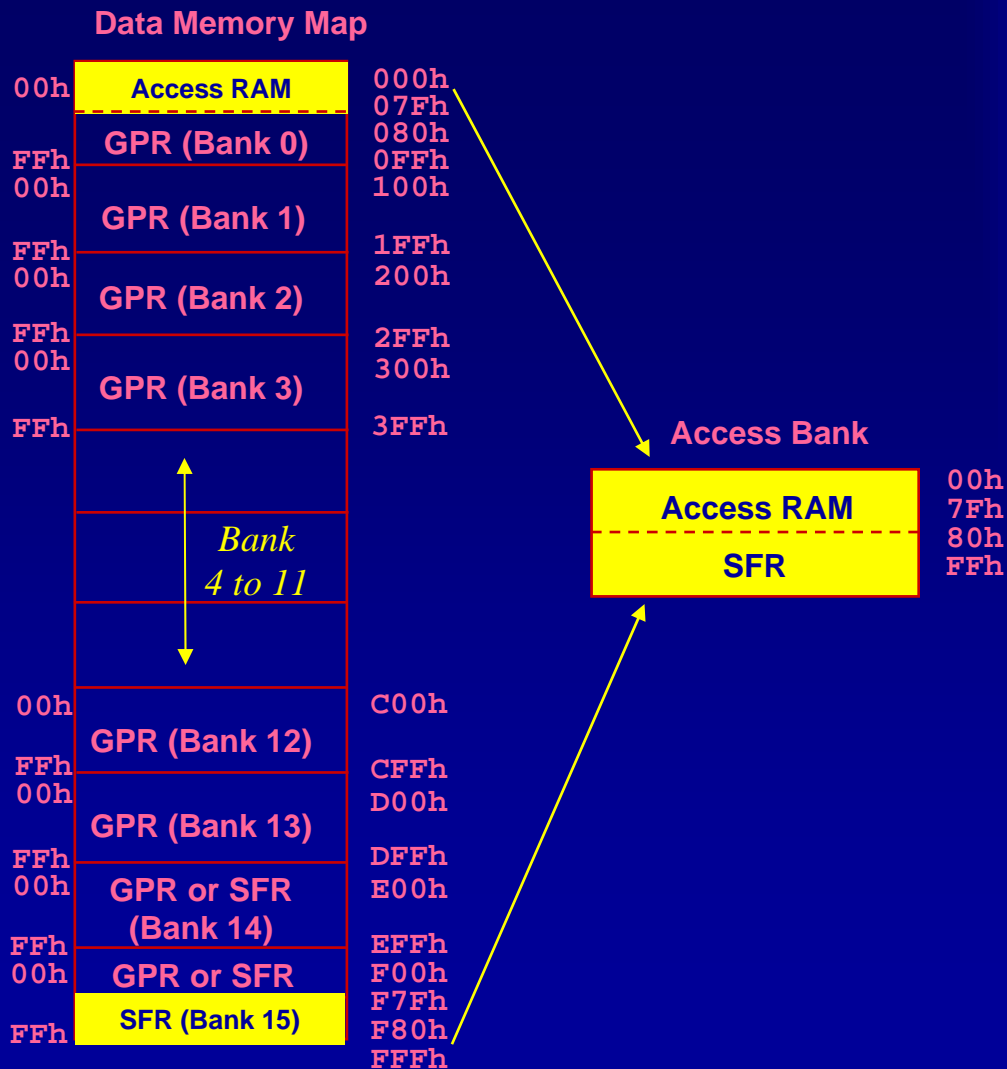 Data Memory Map
00h Access RAM 000h
07Fh
GPR (Bank 0) 080h
FFh 0FFh
00h 100h
GPR (Bank 1)
FFh 1FFh
00h 200h
GPR (Bank 2)
FFh 2FFh
00h 300h
GPR (Bank 3)
FFh 3FFh
Bank
4 to 11
00h C00h
GPR (Bank 12)
FFh CFFh
00h D00h
GPR (Bank 13)
FFh DFFh
00h GPR or SFR E00h
(Bank 14)
FFh EFFh
00h GPR or SFR F00h
F7Fh
SFR (Bank 15)
FFh F80h
FFFh
Access Bank
Access RAM 00h
7Fh
80h
SFR FFh